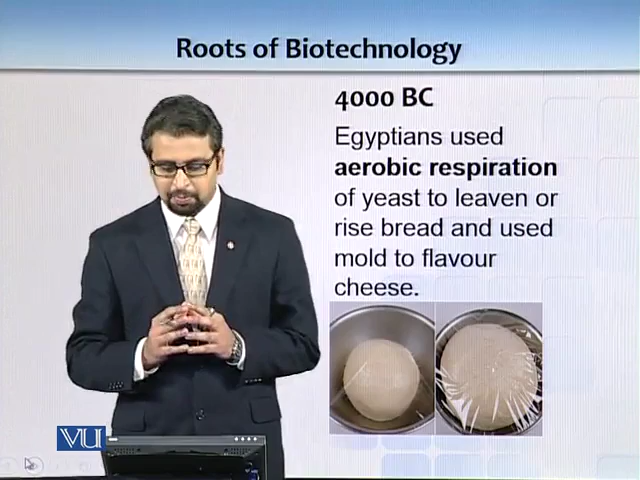 Roots of Biotechnology
4000 BC
Egyptians used
aerobic respiration
of yeast to leaven or
rise bread and used
mold to flavour
cheese.
VU